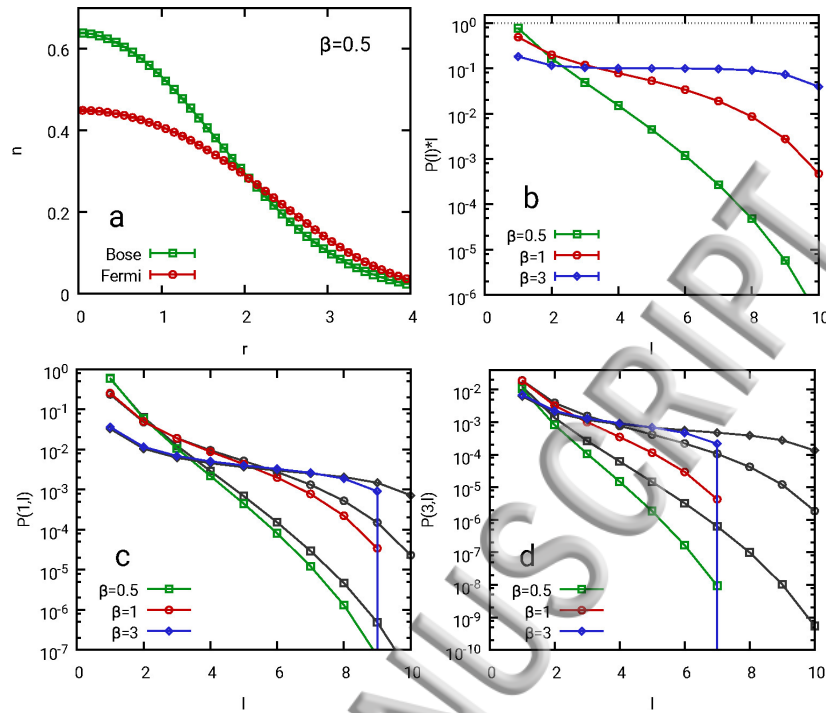 β=0.5
0.6
0.4
n
0.2
a
Bose
Fermi
0
0 1 2 3 4
r
10^0
10^-1
10^-2
10^-3
P(l)*l
10^-4
10^-5
10^-6
b
β=0.5
β=1
β=3
0 2 4 6 8 10
l
10^0
10^-1
10^-2
10^-3
P(1,l)
10^-4
10^-5
10^-6
10^-7
c
β=0.5
β=1
β=3
0 2 4 6 8 10
l
10^-2
10^-3
10^-4
10^-5
P(3,l)
10^-6
10^-7
10^-8
10^-9
10^-10
d
β=0.5
β=1
β=3
0 2 4 6 8 10
l
NUSCRIPT